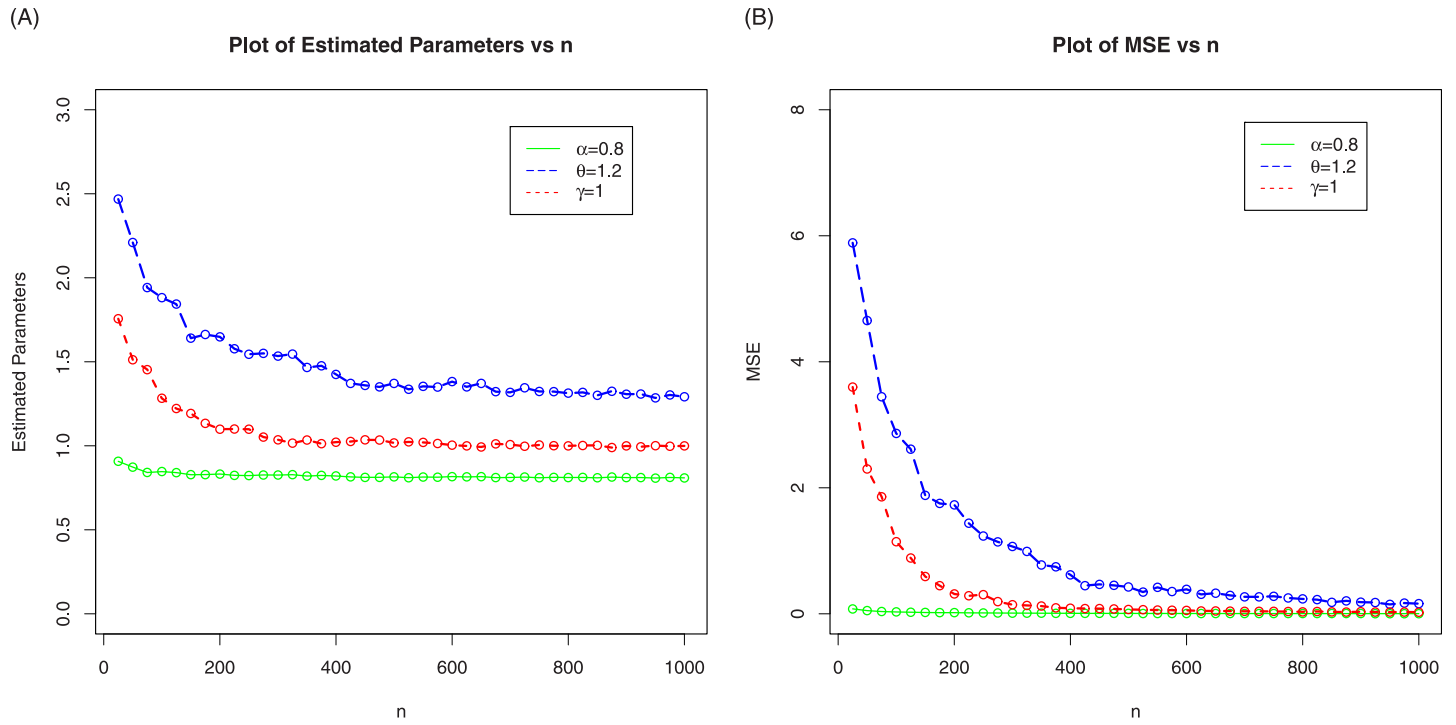 (A)
Plot of Estimated Parameters vs n
Estimated Parameters
3.0
2.5
2.0
1.5
1.0
0.5
0.0
α=0.8
θ=1.2
γ=1
0 200 400 600 800 1000
n
(B)
Plot of MSE vs n
MSE
8
6
4
2
0
α=0.8
θ=1.2
γ=1
0 200 400 600 800 1000
n